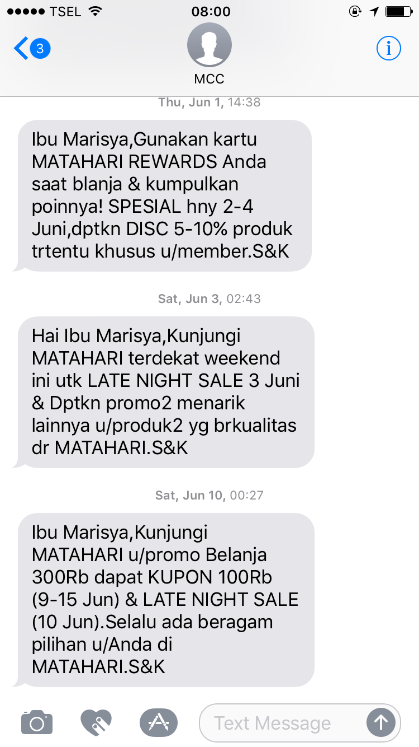 TSEL 08:00
3
MCC
Thu, Jun 1, 14:38
Ibu Marisya,Gunakan kartu
MATAHARI REWARDS Anda
saat blanja & kumpulkan
poinnya! SPESIAL hny 2-4
Juni,dptkn DISC 5-10% produk
trtentu khusus u/member.S&K
Sat, Jun 3, 02:43
Hai Ibu Marisya,Kunjungi
MATAHARI terdekat weekend
ini utk LATE NIGHT SALE 3 Juni
& Dptkn promo2 menarik
lainnya u/produk2 yg brkualitas
dr MATAHARI.S&K
Sat, Jun 10, 00:27
Ibu Marisya,Kunjungi
MATAHARI u/promo Belanja
300Rb dapat KUPON 100Rb
(9-15 Jun) & LATE NIGHT SALE
(10 Jun).Selalu ada beragam
pilihan u/Anda di
MATAHARI.S&K
Text Message